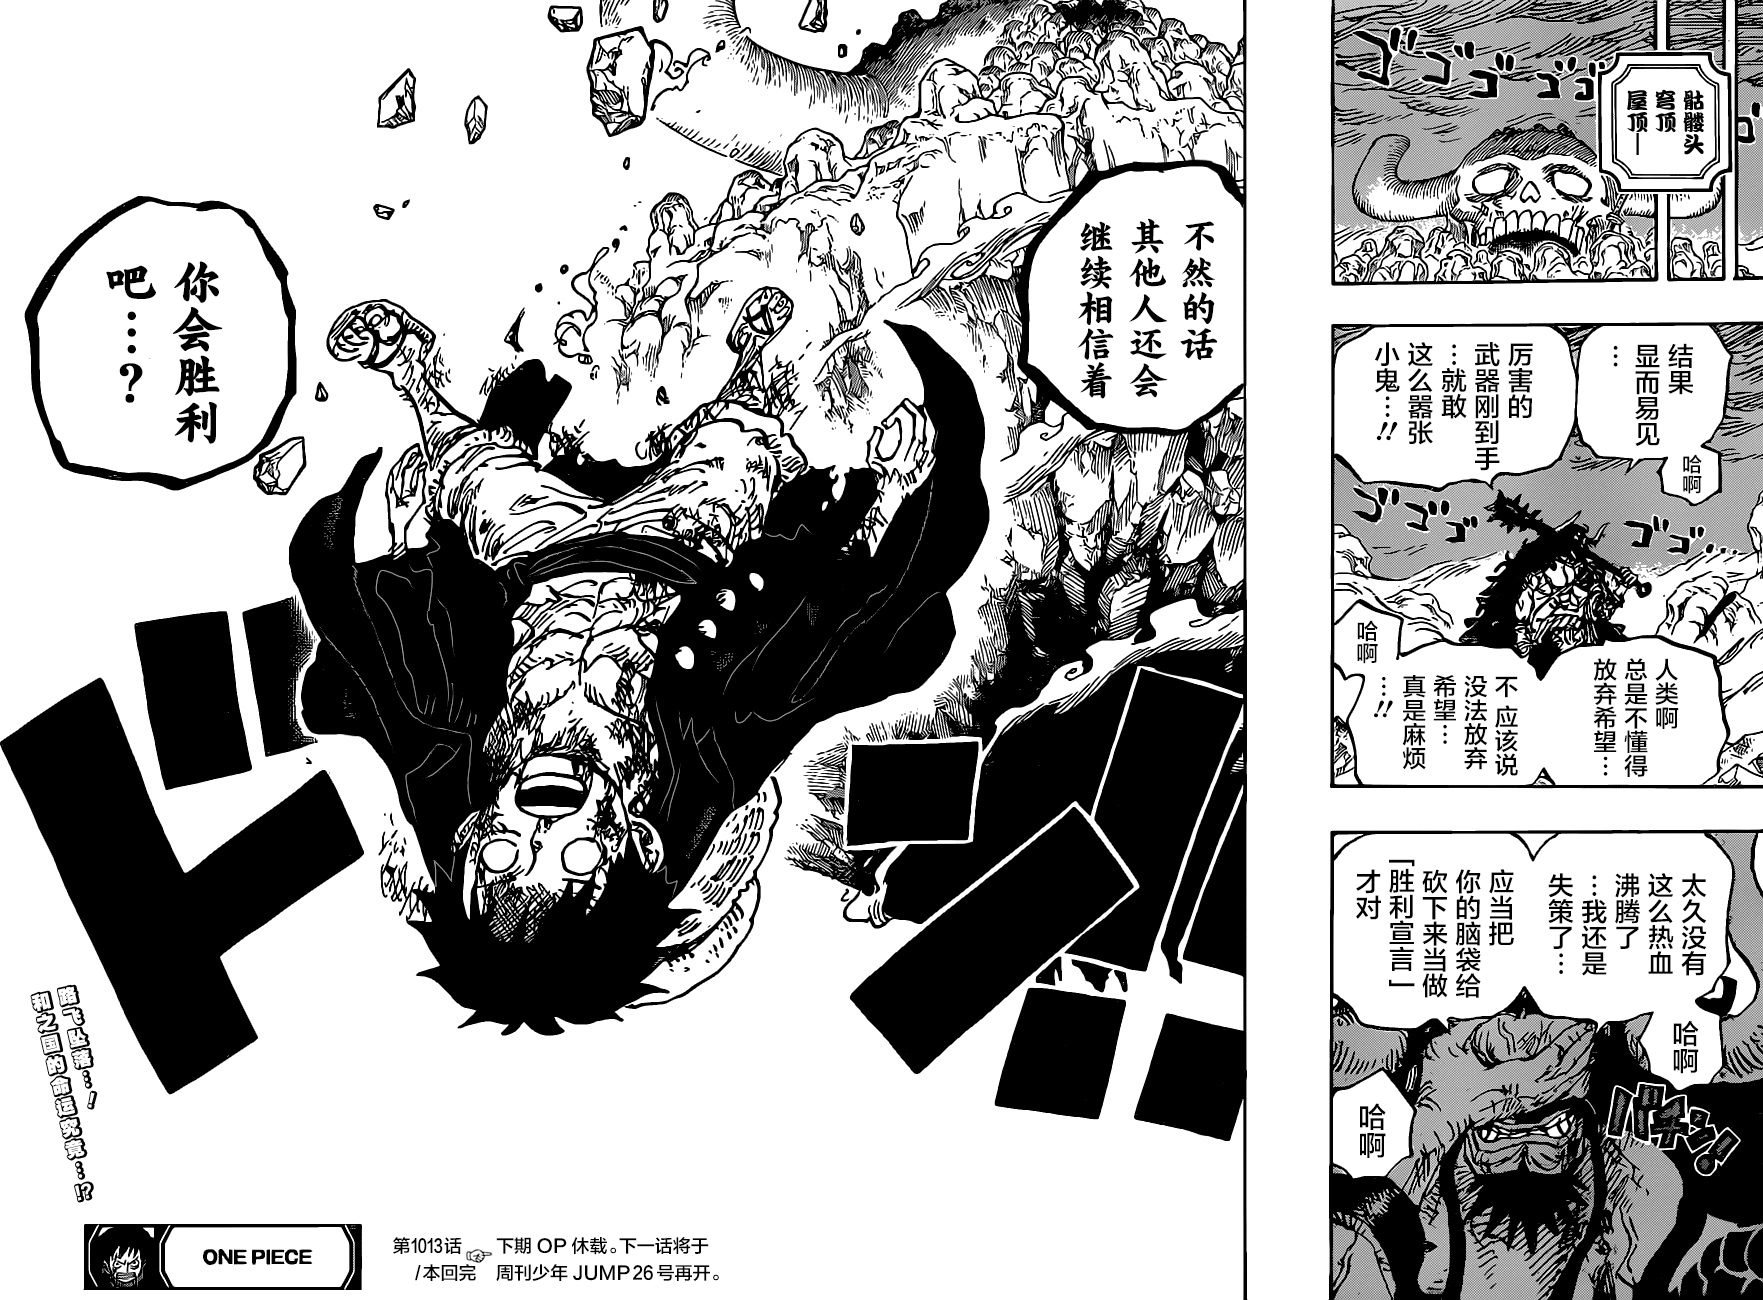 ゴゴゴゴゴゴ
骷髅头
穹顶
屋顶—
结果
显而易见
…
哈啊
厉害的
武器刚到手
…就敢
这么嚣张
小鬼…!!
ゴゴゴ
ゴゴ…
人类啊
总是不懂得
放弃希望…
不应该说
没法放弃
希望…
真是麻烦
…!!
哈啊
太久没有
这么热血
沸腾了
…我还是
失策了…
应当把
你的脑袋给
砍下来当做
「胜利宣言」
才对
哈啊
哈啊
バチッ!
不然的话
其他人还会
继续相信着
你会胜利
吧……?
ド
路飞坠落…!
和之国的命运究竟…!?
ONE PIECE
第1013话
/本回完
下期 OP 休载。下一话将于
周刊少年 JUMP 26 号再开。